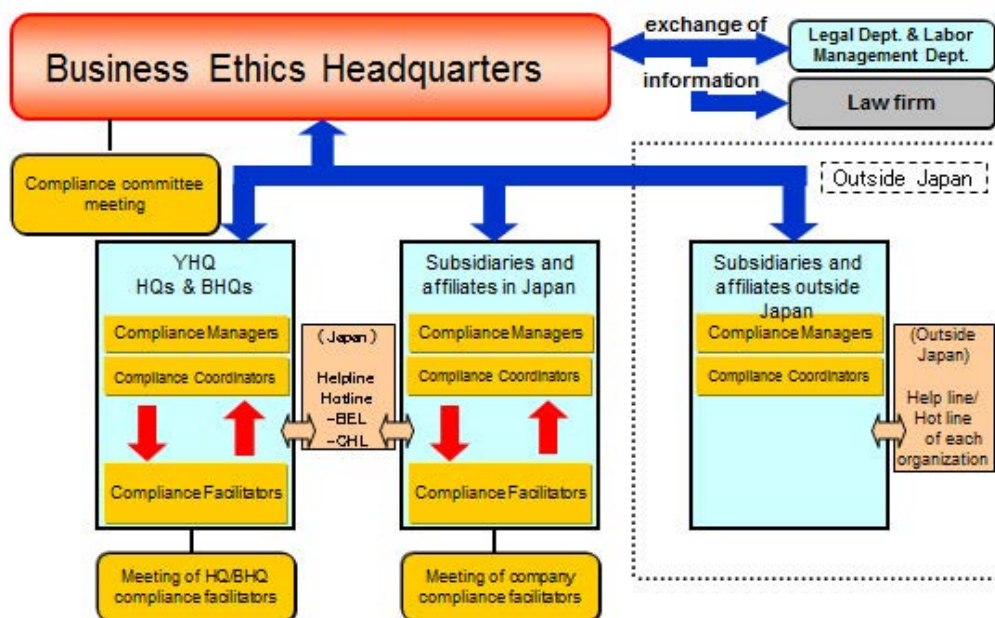 Business Ethics Headquarters
exchange of
information
Legal Dept. & Labor
Management Dept.
Law firm
Compliance committee
meeting
Outside Japan
YHQ
HQs & BHQs
Compliance Managers
Compliance Coordinators
Compliance Facilitators
Meeting of HQ/BHQ
compliance facilitators
(Japan)
Helpline
Hotline
-BEL
-CHL
Subsidiaries and
affiliates in Japan
Compliance Managers
Compliance Coordinators
Compliance Facilitators
Meeting of company
compliance facilitators
Subsidiaries and
affiliates outside
Japan
Compliance Managers
Compliance Coordinators
(Outside
Japan)
Help line/
Hot line
of each
organization